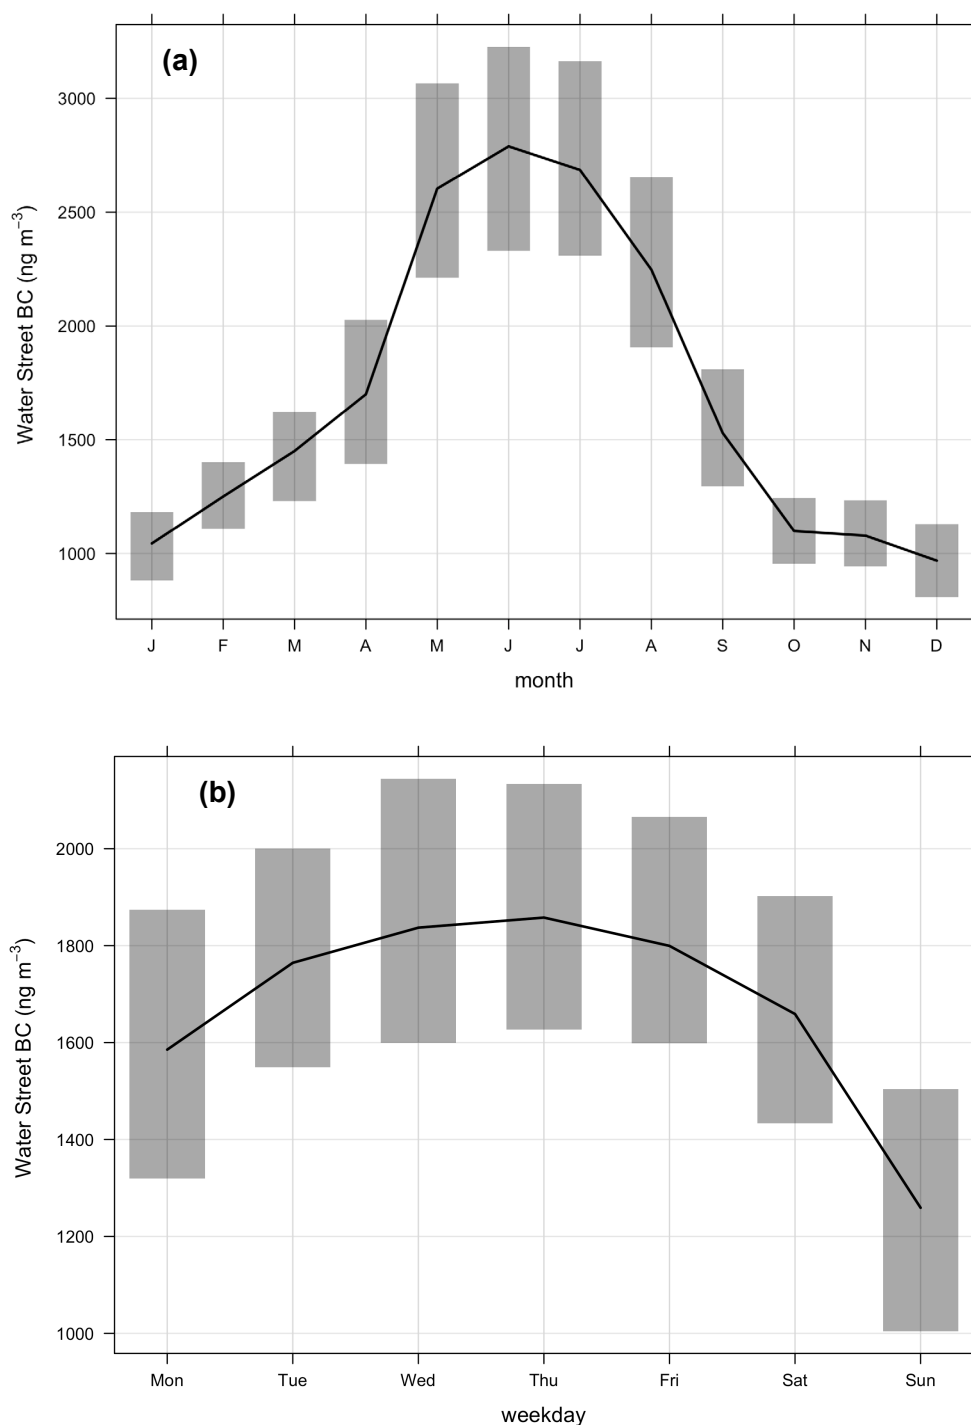 (a)
Water Street BC (ng m⁻³)
3000
2500
2000
1500
1000
J F M A M J J A S O N D
month
(b)
Water Street BC (ng m⁻³)
2000
1800
1600
1400
1200
1000
Mon Tue Wed Thu Fri Sat Sun
weekday